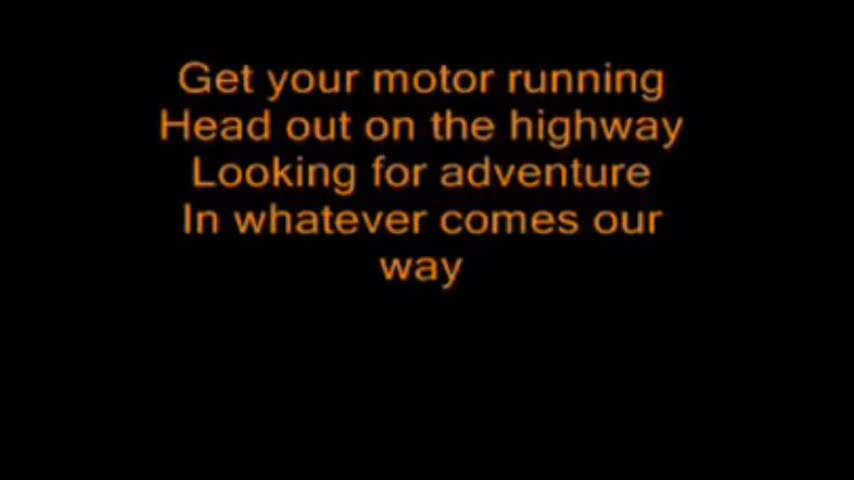 Get your motor running
Head out on the highway
Looking for adventure
In whatever comes our
way